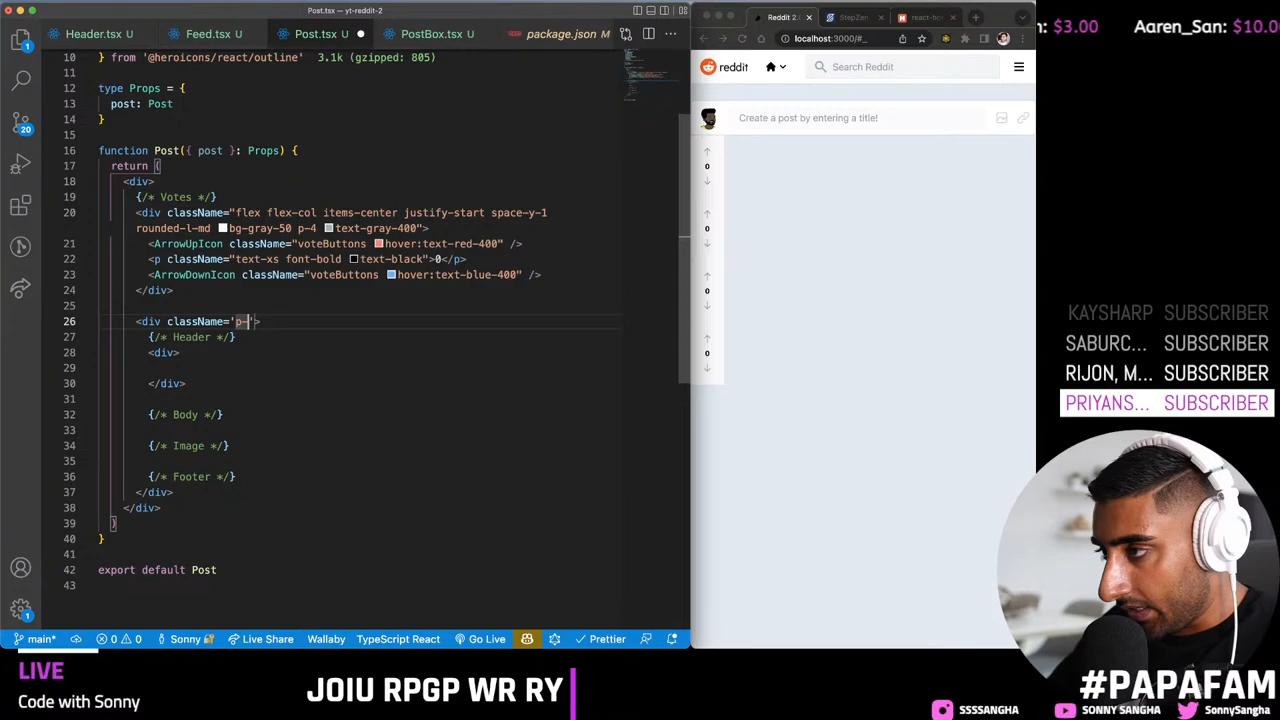 Post.tsx — yt-reddit-2
Header.tsx U
Feed.tsx U
Post.tsx U
PostBox.tsx U
package.json M
10 } from '@heroicons/react/outline' 3.1k (gzipped: 805)
11
12 type Props = {
13 post: Post
14 }
15
16 function Post({ post }: Props) {
17 return (
18 <div>
19 {/* Votes */}
20 <div className="flex flex-col items-center justify-start space-y-1
rounded-l-md bg-gray-50 p-4 text-gray-400">
21 <ArrowUpIcon className="voteButtons hover:text-red-400" />
22 <p className="text-xs font-bold text-black">0</p>
23 <ArrowDownIcon className="voteButtons hover:text-blue-400" />
24 </div>
25
26 <div className='p-'>
27 {/* Header */}
28 <div>
29
30 </div>
31
32 {/* Body */}
33
34 {/* Image */}
35
36 {/* Footer */}
37 </div>
38 </div>
39 )
40 }
41
42 export default Post
43
1
20
1
main*
0 0
Sonny
Live Share
Wallaby
TypeScript React
Go Live
Prettier
Reddit 2.
StepZen
react-ho
localhost:3000/#_
reddit
Search Reddit
Create a post by entering a title!
0
0
0
0
$3.00
Aaren_San: $10.0
KAYSHARP SUBSCRIBER
SABURC... SUBSCRIBER
RIJON, M... SUBSCRIBER
PRIYANS... SUBSCRIBER
LIVE
Code with Sonny
JOIU RPGP WR RY
#PAPAFAM
SSSSANGHA
SONNY SANGHA
SonnySangha